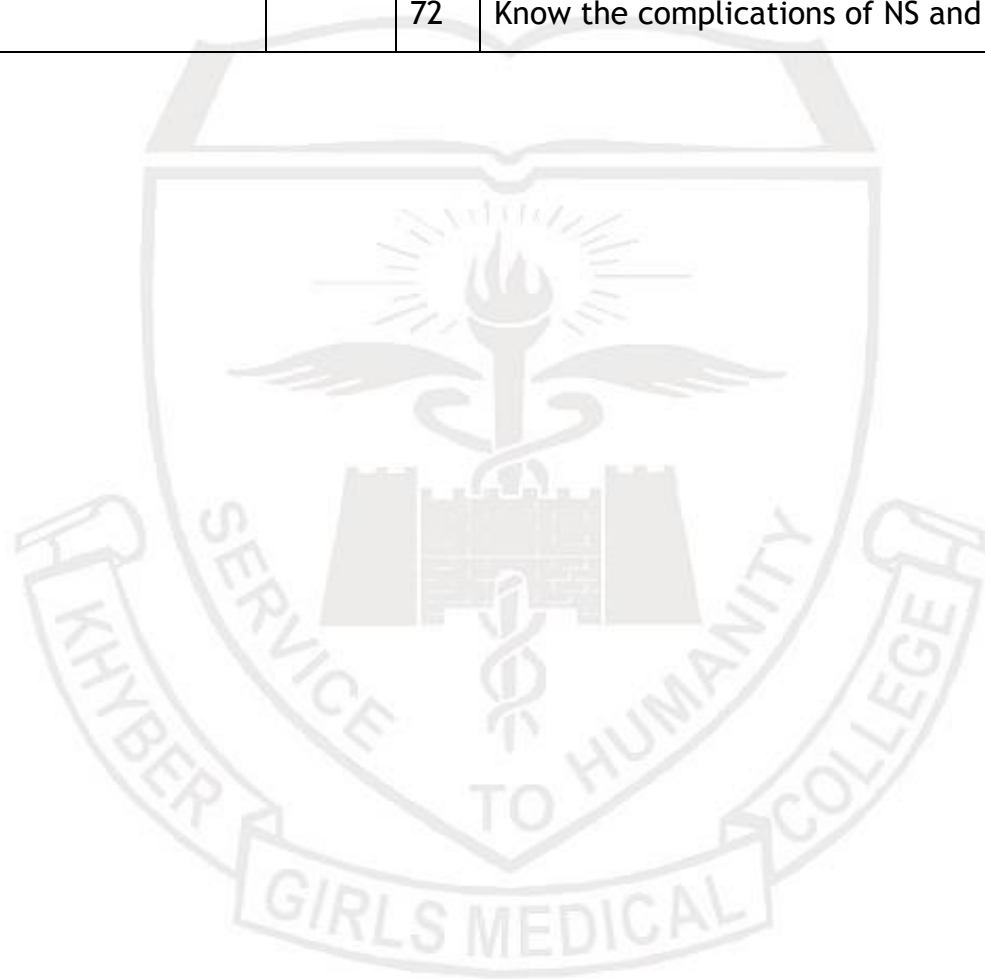 72 Know the complications of NS and
SERVICE
TO
HUMANITY
KHYBER
GIRLS MEDICAL
COLLEGE